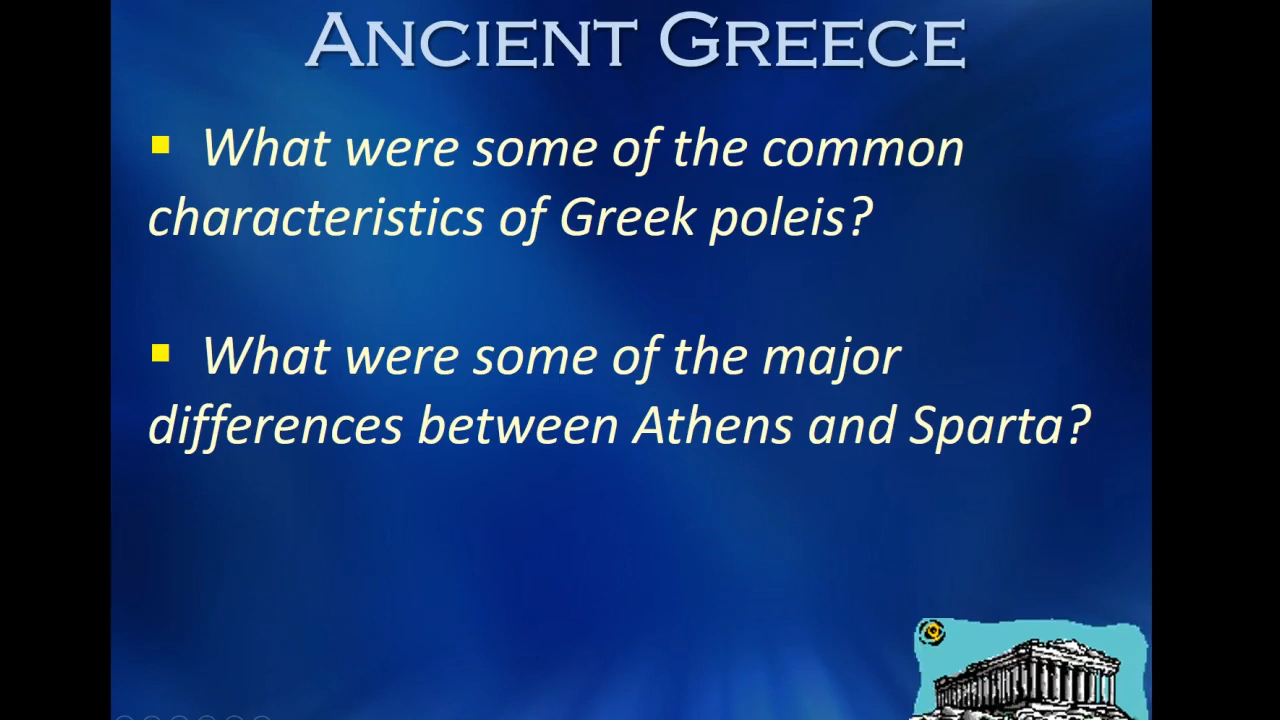 ANCIENT GREECE
▪ What were some of the common
characteristics of Greek poleis?
▪ What were some of the major
differences between Athens and Sparta?